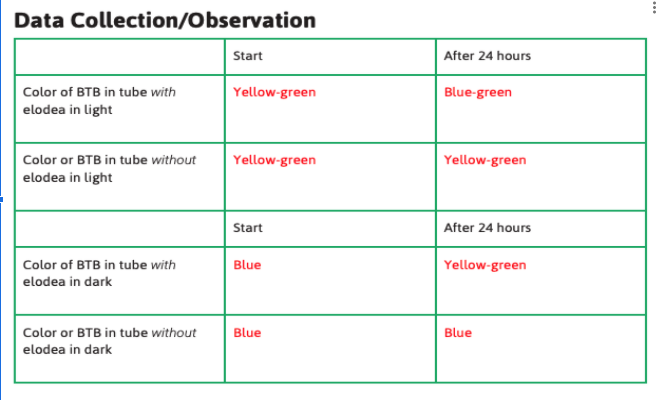 Data Collection/Observation
Start
After 24 hours
Color of BTB in tube with
elodea in light
Yellow-green
Blue-green
Color or BTB in tube without
elodea in light
Yellow-green
Yellow-green
Start
After 24 hours
Color of BTB in tube with
elodea in dark
Blue
Yellow-green
Color or BTB in tube without
elodea in dark
Blue
Blue